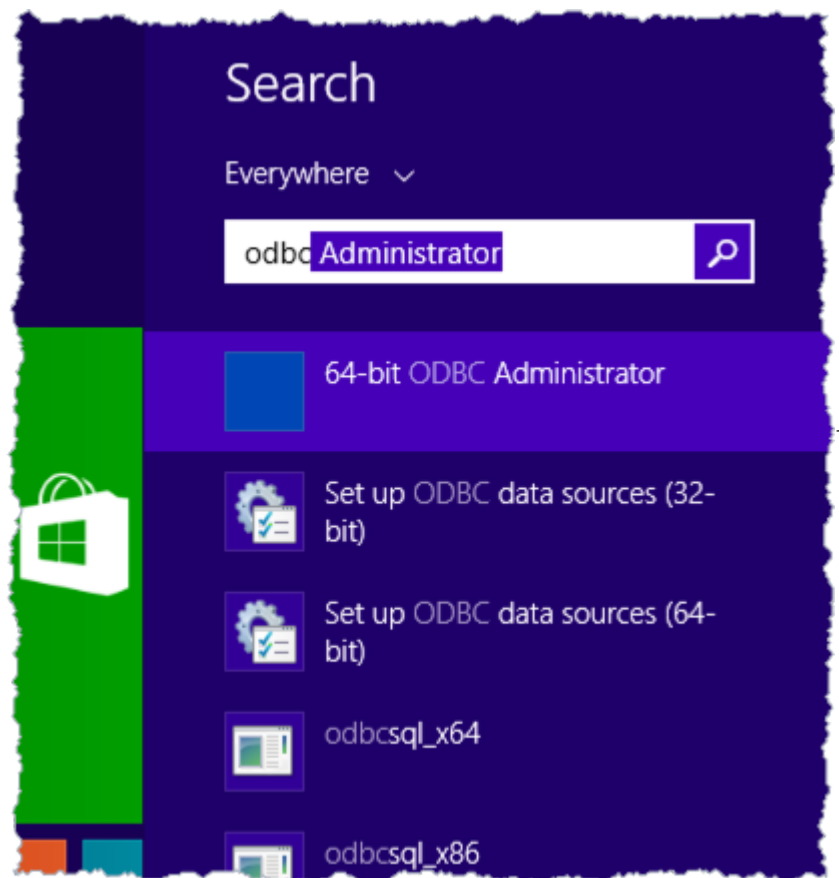 Search
Everywhere
odbc Administrator
64-bit ODBC Administrator
Set up ODBC data sources (32-
bit)
Set up ODBC data sources (64-
bit)
odbcsql_x64
odbcsql_x86